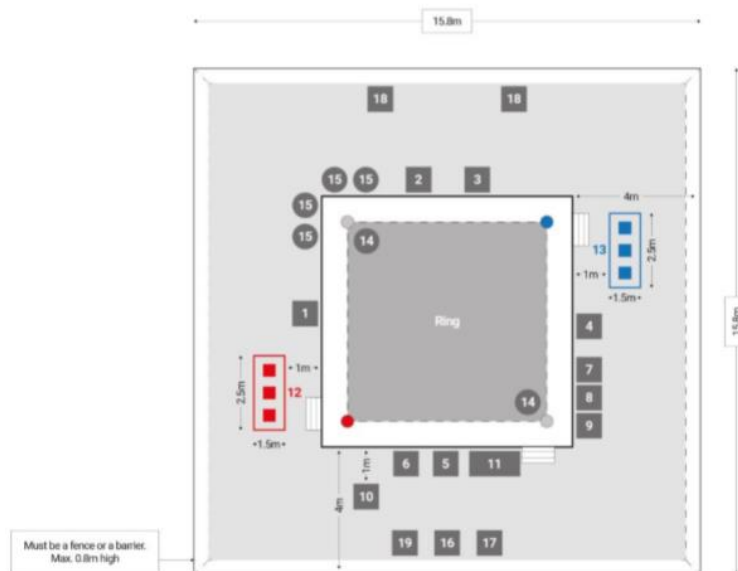 15.8m
18 18
15 15 2 3
15
4m
14
13
2.5m
15
1m
1.5m
1
Ring
4
15.8m
7
1m
12
2.5m
8
14
9
1.5m
6 5 11
1m
10
4m
19 16 17
Must be a fence or a barrier.
Max. 0.8m high